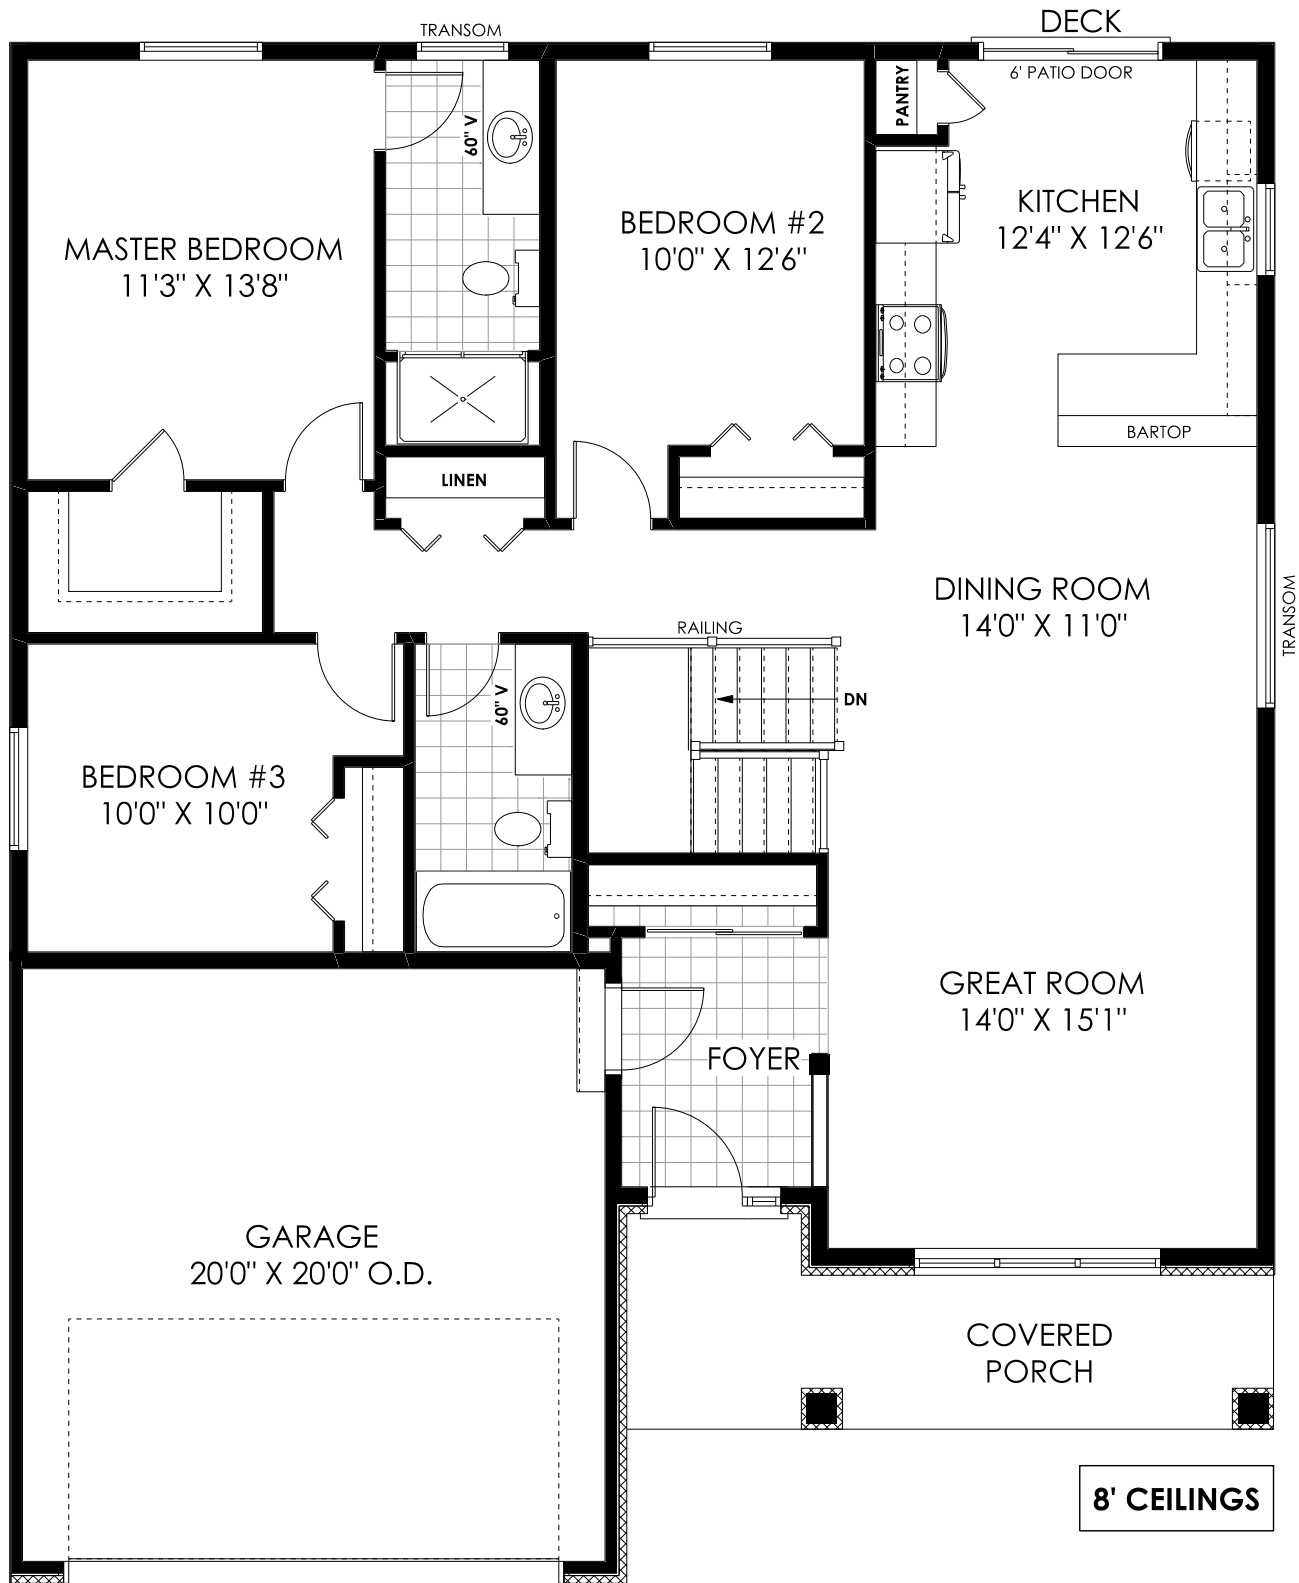 DECK
TRANSOM
6' PATIO DOOR
PANTRY
60" V
KITCHEN
12'4" X 12'6"
BEDROOM #2
10'0" X 12'6"
MASTER BEDROOM
11'3" X 13'8"
BARTOP
LINEN
DINING ROOM
14'0" X 11'0"
TRANSOM
RAILING
60" V
DN
BEDROOM #3
10'0" X 10'0"
GREAT ROOM
14'0" X 15'1"
FOYER
GARAGE
20'0" X 20'0" O.D.
COVERED
PORCH
8' CEILINGS